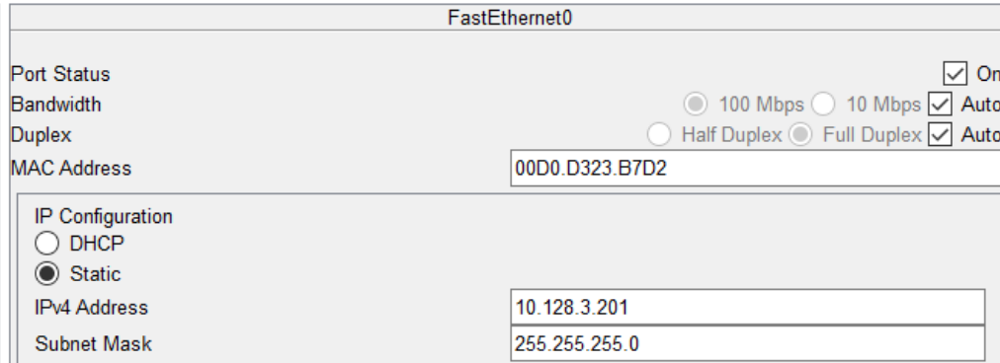 FastEthernet0
Port Status On
Bandwidth 100 Mbps 10 Mbps Auto
Duplex Half Duplex Full Duplex Auto
MAC Address 00D0.D323.B7D2
IP Configuration
DHCP
Static
IPv4 Address 10.128.3.201
Subnet Mask 255.255.255.0